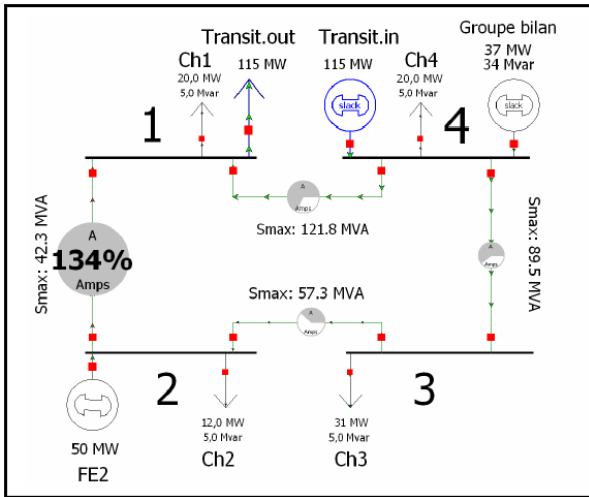 Transit.out
Transit.in
Groupe bilan
Ch1
115 MW
115 MW
Ch4
37 MW
34 Mvar
20,0 MW
5,0 Mvar
slack
20,0 MW
5,0 Mvar
slack
1
4
A
Amps
Smax: 121.8 MVA
Smax: 42.3 MVA
A
134%
Amps
Smax: 89.5 MVA
A
Amps
Smax: 57.3 MVA
A
Amps
2
3
50 MW
FE2
12,0 MW
5,0 Mvar
Ch2
31 MW
5,0 Mvar
Ch3